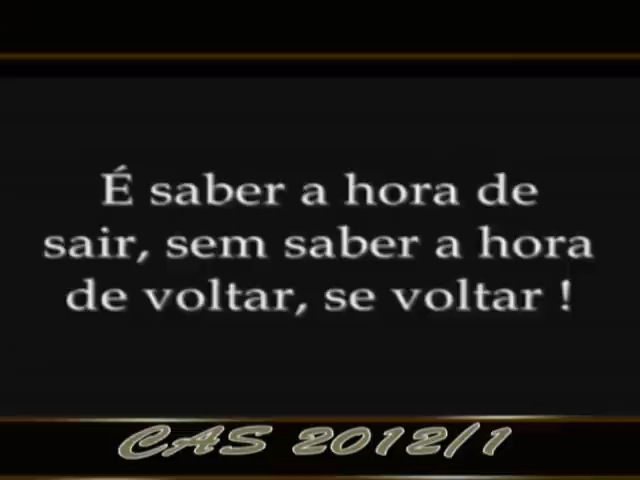 É saber a hora de
sair, sem saber a hora
de voltar, se voltar !
CAS 2012/1